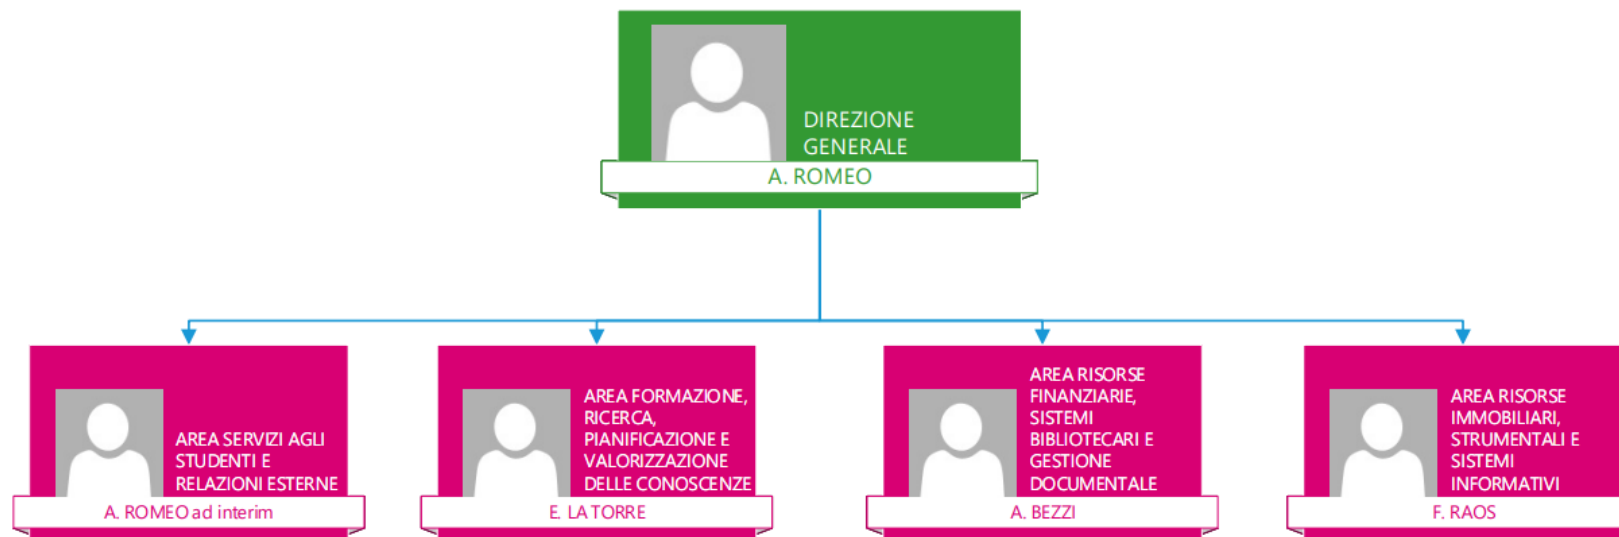 DIREZIONE
GENERALE
A. ROMEO
AREA SERVIZI AGLI
STUDENTI E
RELAZIONI ESTERNE
A. ROMEO ad interim
AREA FORMAZIONE,
RICERCA,
PIANIFICAZIONE E
VALORIZZAZIONE
DELLE CONOSCENZE
E. LA TORRE
AREA RISORSE
FINANZIARIE,
SISTEMI
BIBLIOTECARI E
GESTIONE
DOCUMENTALE
A. BEZZI
AREA RISORSE
IMMOBILIARI,
STRUMENTALI E
SISTEMI
INFORMATIVI
F. RAOS